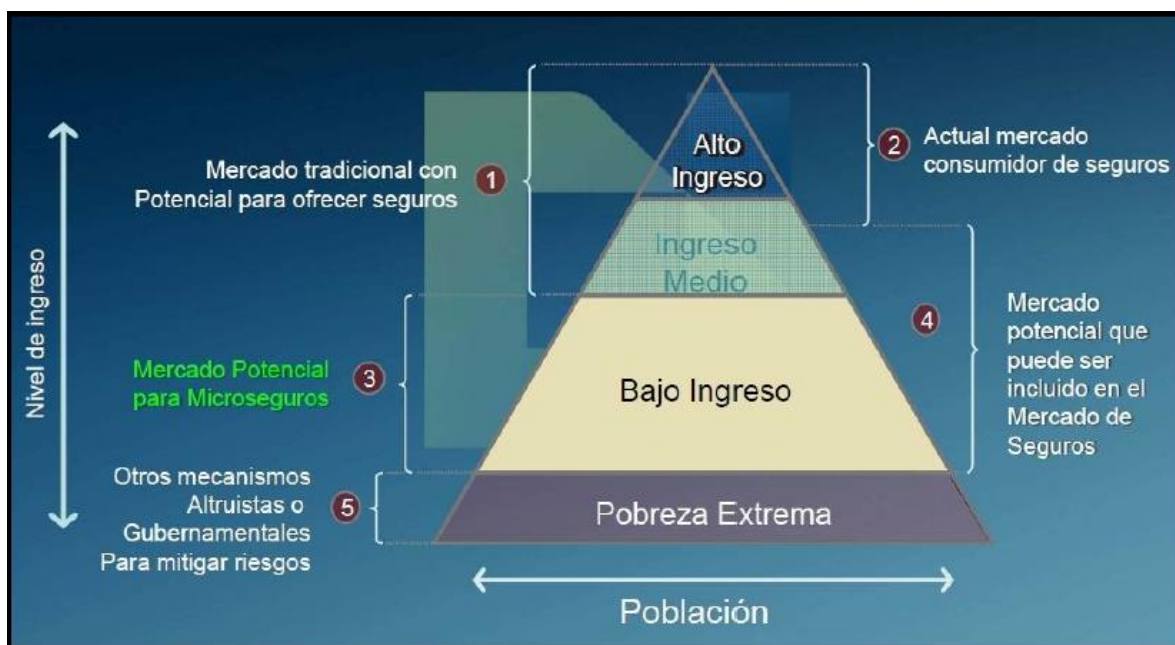 Nivel de ingreso
Mercado tradicional con
Potencial para ofrecer seguros
1
Alto
Ingreso
2
Actual mercado
consumidor de seguros
Ingreso
Medio
Mercado Potencial
para Microseguros
3
Bajo Ingreso
4
Mercado
potencial que
puede ser
incluido en el
Mercado de
Seguros
Otros mecanismos
Altruistas o
Gubernamentales
Para mitigar riesgos
5
Pobreza Extrema
Población